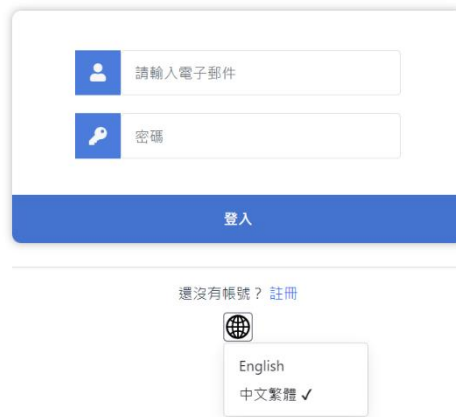 請輸入電子郵件
密碼
登入
還沒有帳號？ 註冊
English
中文繁體 ✓